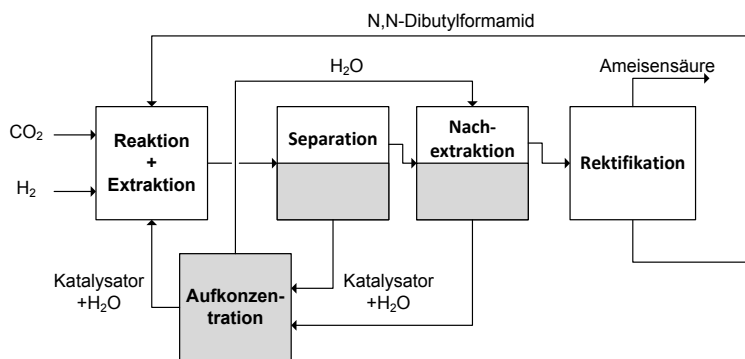 N,N-Dibutylformamid
H₂O
Ameisensäure
CO₂
H₂
Reaktion
+
Extraktion
Separation
Nach-
extraktion
Rektifikation
Katalysator
+H₂O
Aufkonzen-
tration
Katalysator
+H₂O